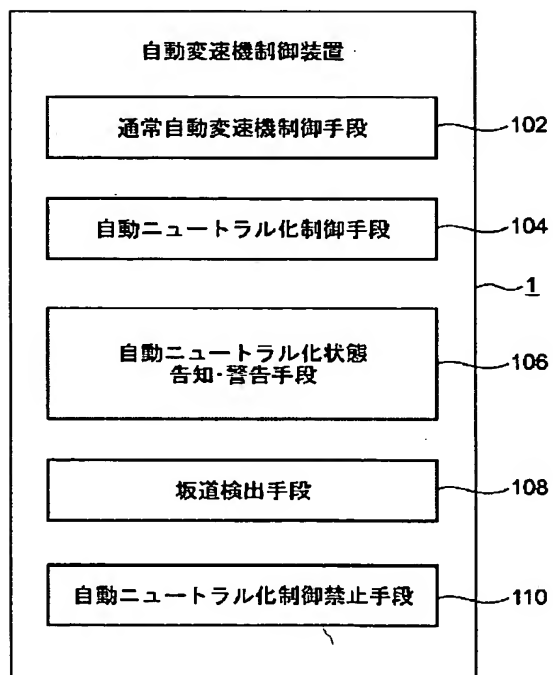 自動変速機制御装置
通常自動変速機制御手段
102
自動ニュートラル化制御手段
104
1
自動ニュートラル化状態
告知·警告手段
106
坂道検出手段
108
自動ニュートラル化制御禁止手段
110